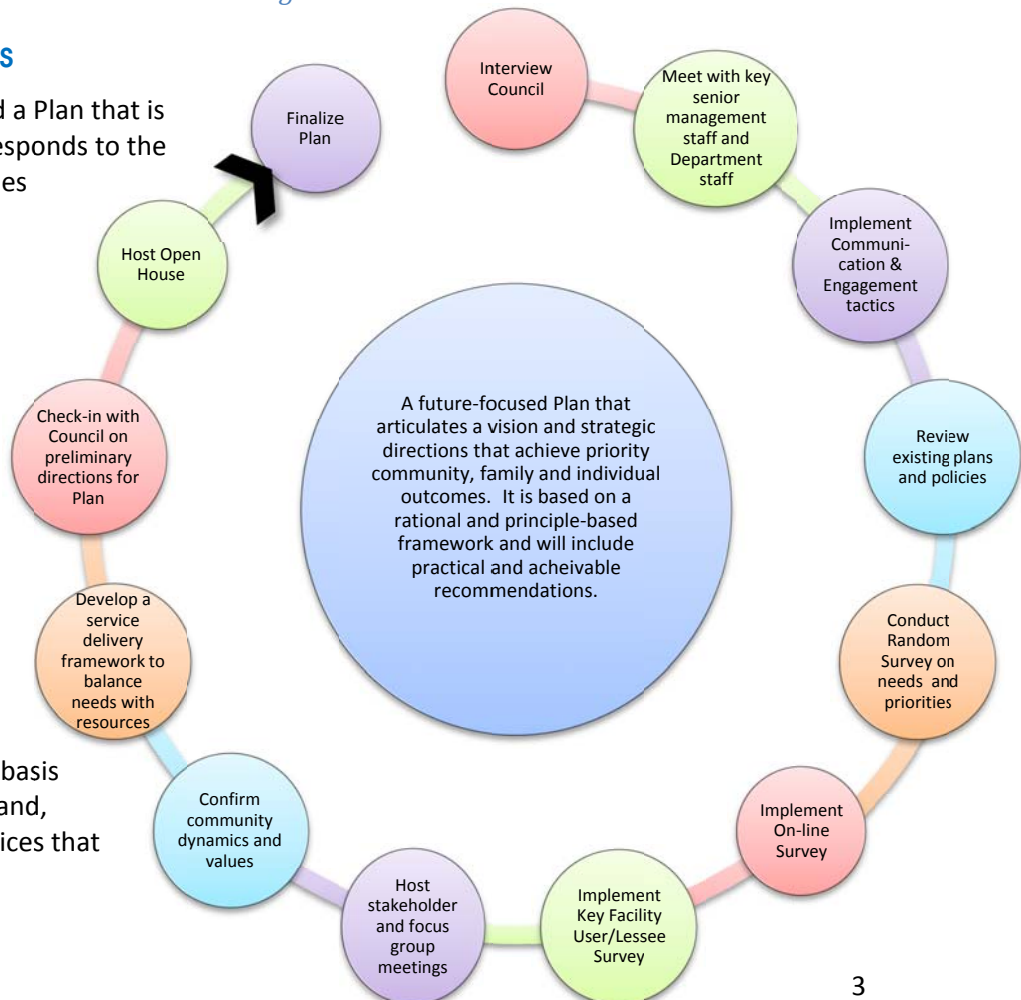 g
s
d a Plan that is
esponds to the
es
basis
and,
ices that
Interview
Council
Meet with key
senior
management
staff and
Department
staff
Implement
Communi-
cation &
Engagement
tactics
Review
existing plans
and policies
Conduct
Random
Survey on
needs and
priorities
Implement
On-line
Survey
Implement
Key Facility
User/Lessee
Survey
Host
stakeholder
and focus
group
meetings
Confirm
community
dynamics and
values
Develop a
service
delivery
framework to
balance
needs with
resources
Check-in with
Council on
preliminary
directions for
Plan
Host Open
House
Finalize
Plan
A future-focused Plan that
articulates a vision and strategic
directions that achieve priority
community, family and individual
outcomes. It is based on a
rational and principle-based
framework and will include
practical and acheivable
recommendations.
3